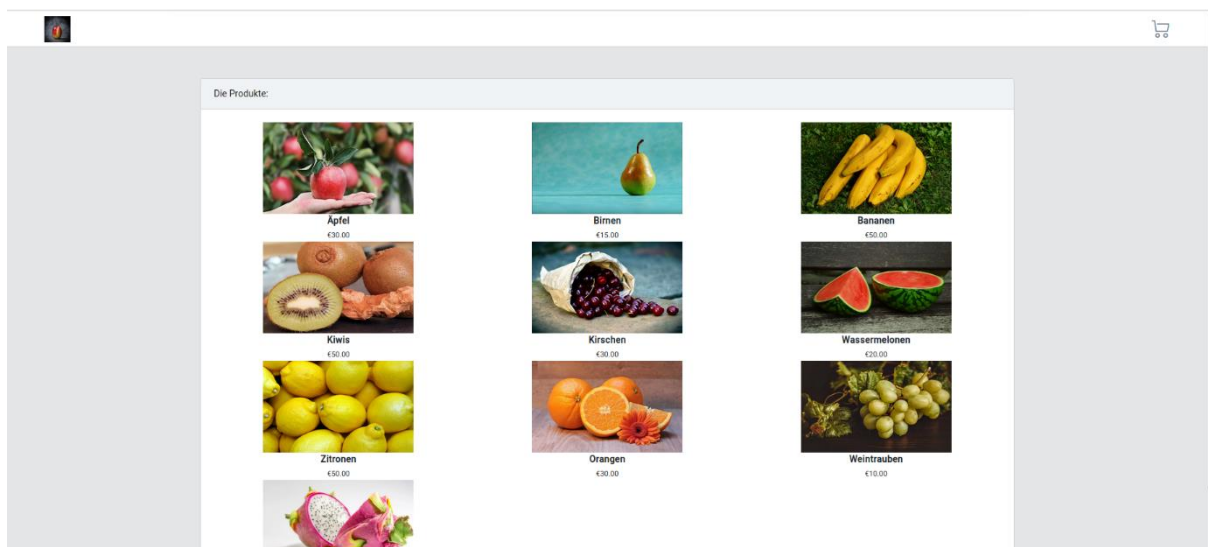 Die Produkte:
Äpfel
€30.00
Birnen
€15.00
Bananen
€50.00
Kiwis
€50.00
Kirschen
€30.00
Wassermelonen
€20.00
Zitronen
€50.00
Orangen
€30.00
Weintrauben
€10.00